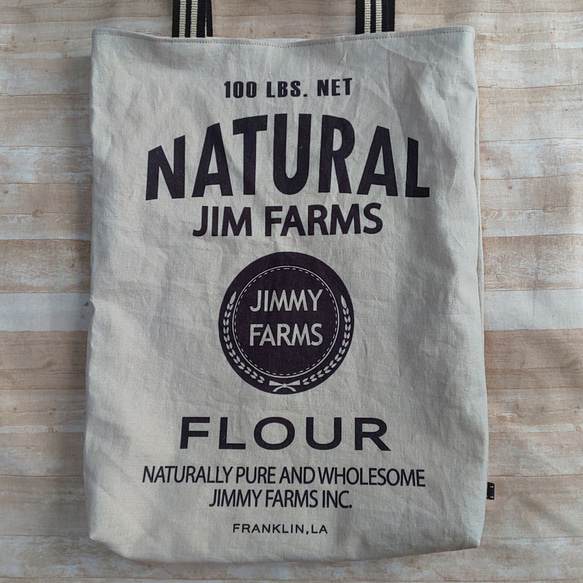 100 LBS. NET
NATURAL
JIM FARMS
JIMMY
FARMS
FLOUR
NATURALLY PURE AND WHOLESOME
JIMMY FARMS INC.
FRANKLIN,LA